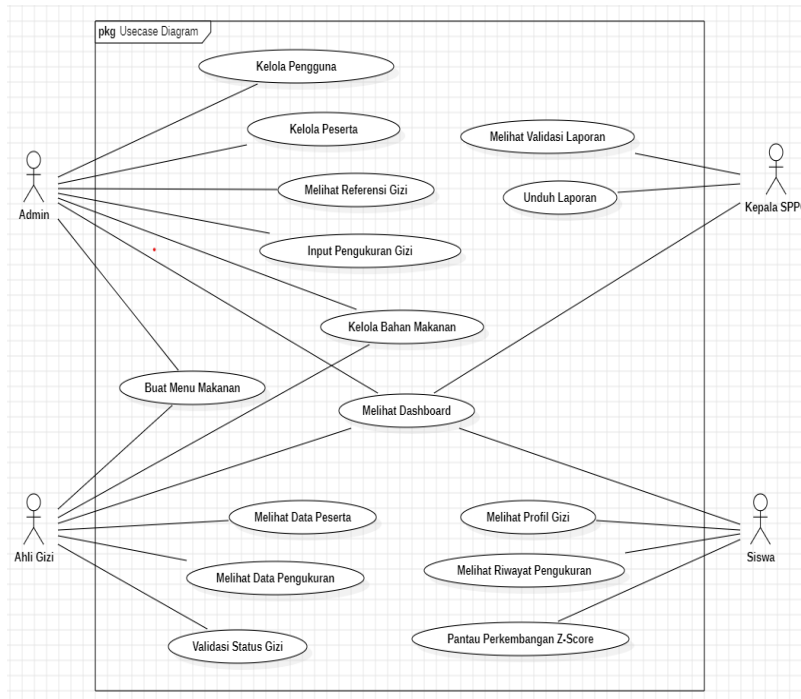 pkg Usecase Diagram
Kelola Pengguna
Kelola Peserta
Melihat Validasi Laporan
Melihat Referensi Gizi
Unduh Laporan
Admin
Kepala SPPG
Input Pengukuran Gizi
Kelola Bahan Makanan
Buat Menu Makanan
Melihat Dashboard
Melihat Data Peserta
Melihat Profil Gizi
Ahli Gizi
Siswa
Melihat Riwayat Pengukuran
Melihat Data Pengukuran
Pantau Perkembangan Z-Score
Validasi Status Gizi